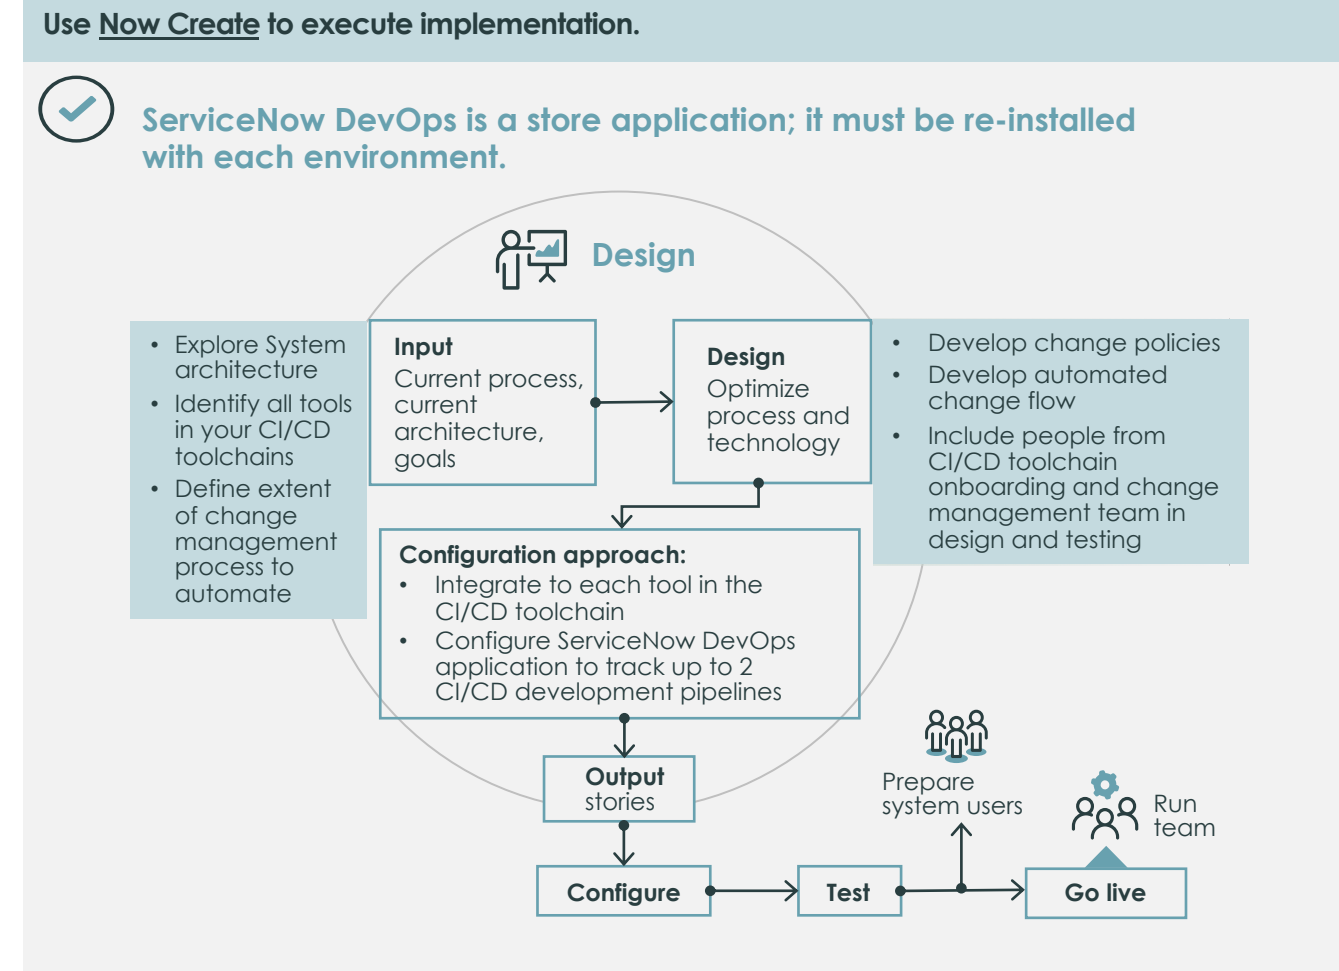 Use Now Create to execute implementation.
ServiceNow DevOps is a store application; it must be re-installed
with each environment.
Design
• Explore System
architecture
• Identify all tools
in your CI/CD
toolchains
• Define extent
of change
management
process to
automate
Input
Current process,
current
architecture,
goals
Design
Optimize
process and
technology
• Develop change policies
• Develop automated
change flow
• Include people from
CI/CD toolchain
onboarding and change
management team in
design and testing
Configuration approach:
• Integrate to each tool in the
CI/CD toolchain
• Configure ServiceNow DevOps
application to track up to 2
CI/CD development pipelines
Output
stories
Prepare
system users
Run
team
Configure
Test
Go live